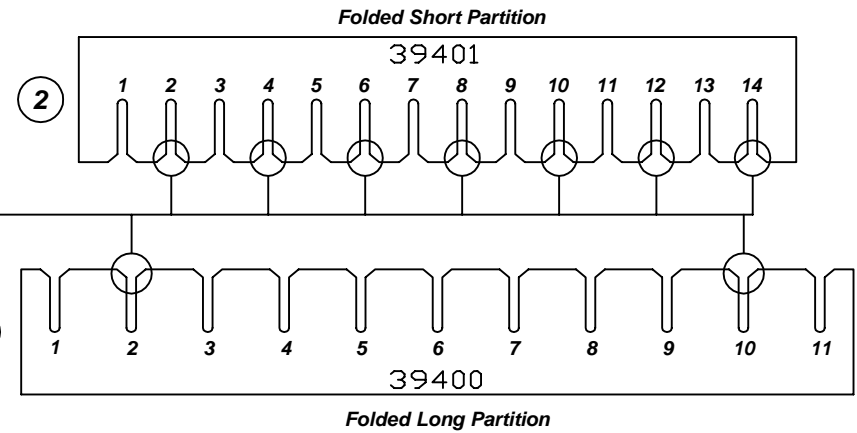 Folded Short Partition
39401
1 2 3 4 5 6 7 8 9 10 11 12 13 14
2
1 2 3 4 5 6 7 8 9 10 11
39400
Folded Long Partition